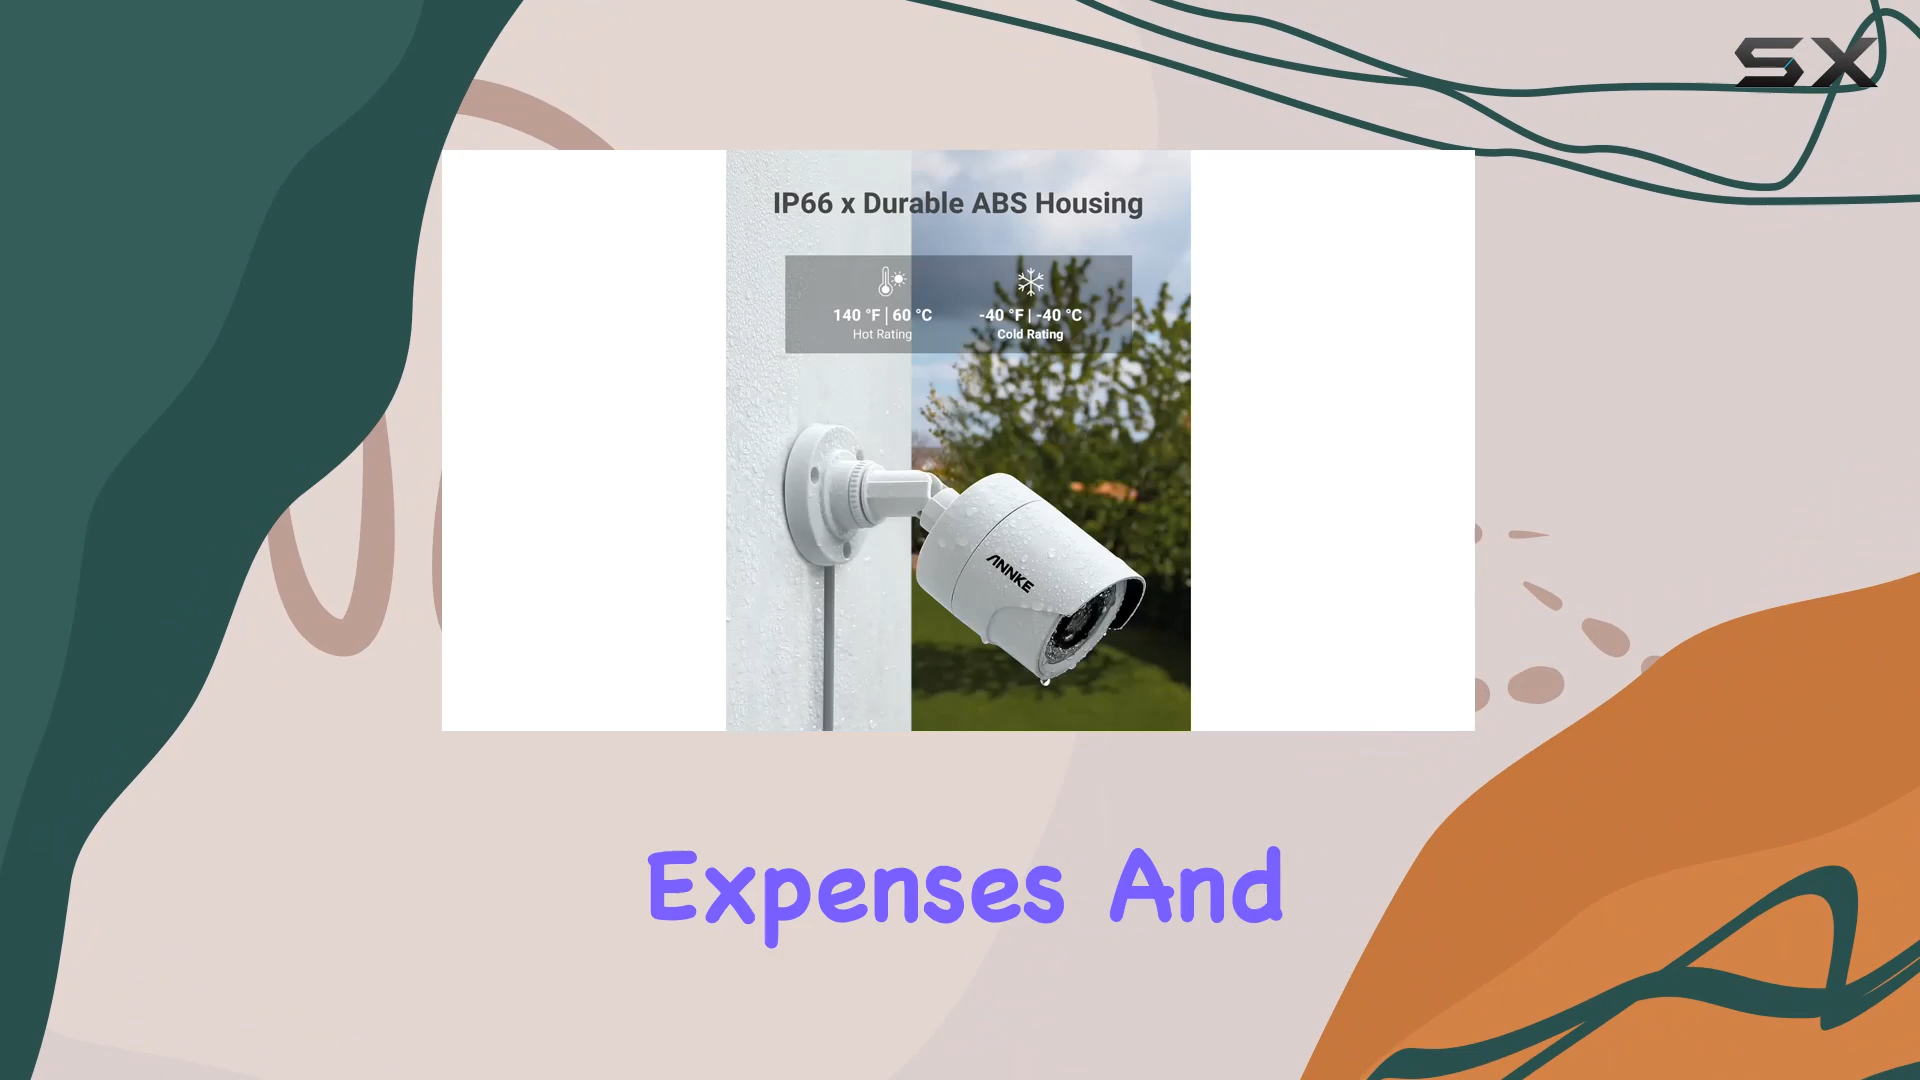 SX
IP66 x Durable ABS Housing
140 °F | 60 °C
-40 °F | -40 °C
Hot Rating
Cold Rating
ANNKE
Expenses And